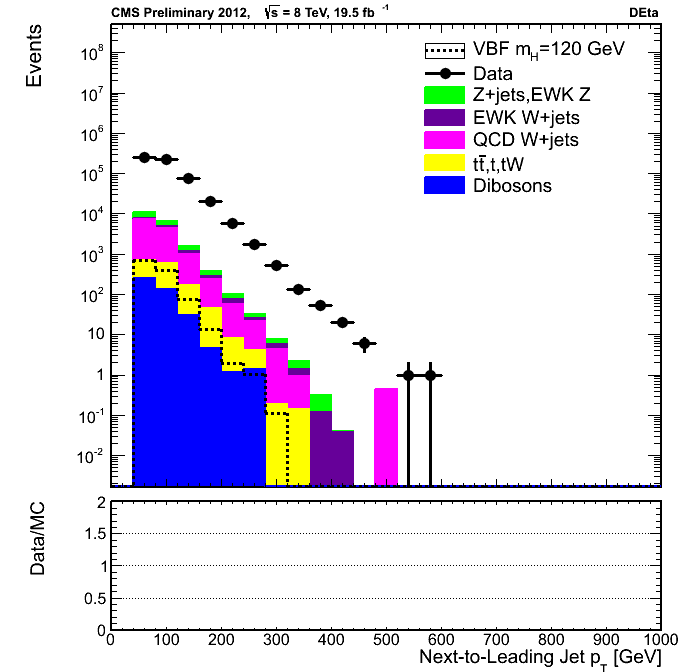 CMS Preliminary 2012, √s = 8 TeV, 19.5 fb⁻¹ DEta
Events
10⁸
10⁷
10⁶
10⁵
10⁴
10³
10²
10
1
10⁻¹
10⁻²
VBF m_H=120 GeV
Data
Z+jets,EWK Z
EWK W+jets
QCD W+jets
tt̄,t,tW
Dibosons
Data/MC
2
1.5
1
0.5
0
0 100 200 300 400 500 600 700 800 900 1000
Next-to-Leading Jet p_T [GeV]